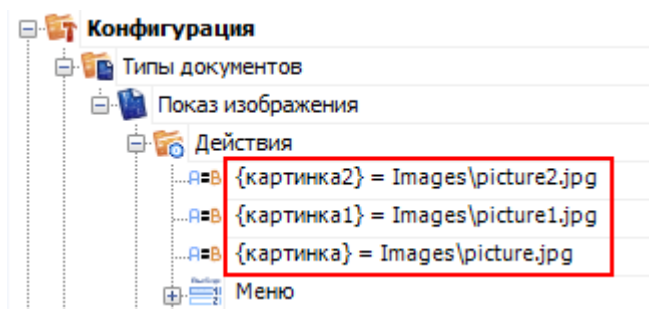 Конфигурация
Типы документов
Показ изображения
Действия
A=B {картинка2} = Images\picture2.jpg
A=B {картинка1} = Images\picture1.jpg
A=B {картинка} = Images\picture.jpg
Меню